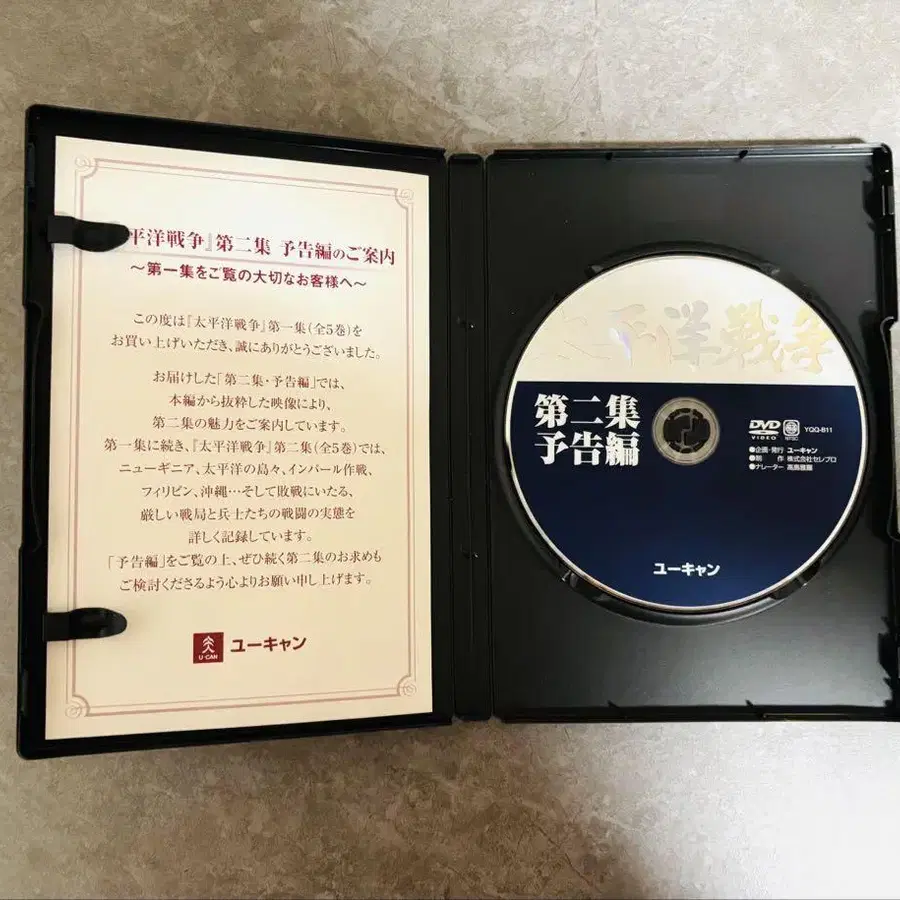 平洋戦争』第二集 予告編のご案内
〜第一集をご覧の大切なお客様へ〜
この度は『太平洋戦争』第一集(全5巻)を
お買い上げいただき、誠にありがとうございました。
お届けした「第二集・予告編」では、
本編から抜粋した映像により、
第二集の魅力をご案内しています。
第一集に続き、『太平洋戦争』第二集(全5巻)では、
ニューギニア、太平洋の島々、インパール作戦、
フィリピン、沖縄…そして敗戦にいたる、
厳しい戦局と兵士たちの戦闘の実態を
詳しく記録しています。
「予告編」をご覧の上、ぜひ続く第二集のお求めも
ご検討くださるよう心よりお願い申し上げます。
U-CAN ユーキャン
太平洋戦争
第二集
予告編
DVD VIDEO NTSC YQQ-B11
●企画・発行 ユーキャン
●制 作 株式会社セレブロ
●ナレーター 高島雅羅
ユーキャン